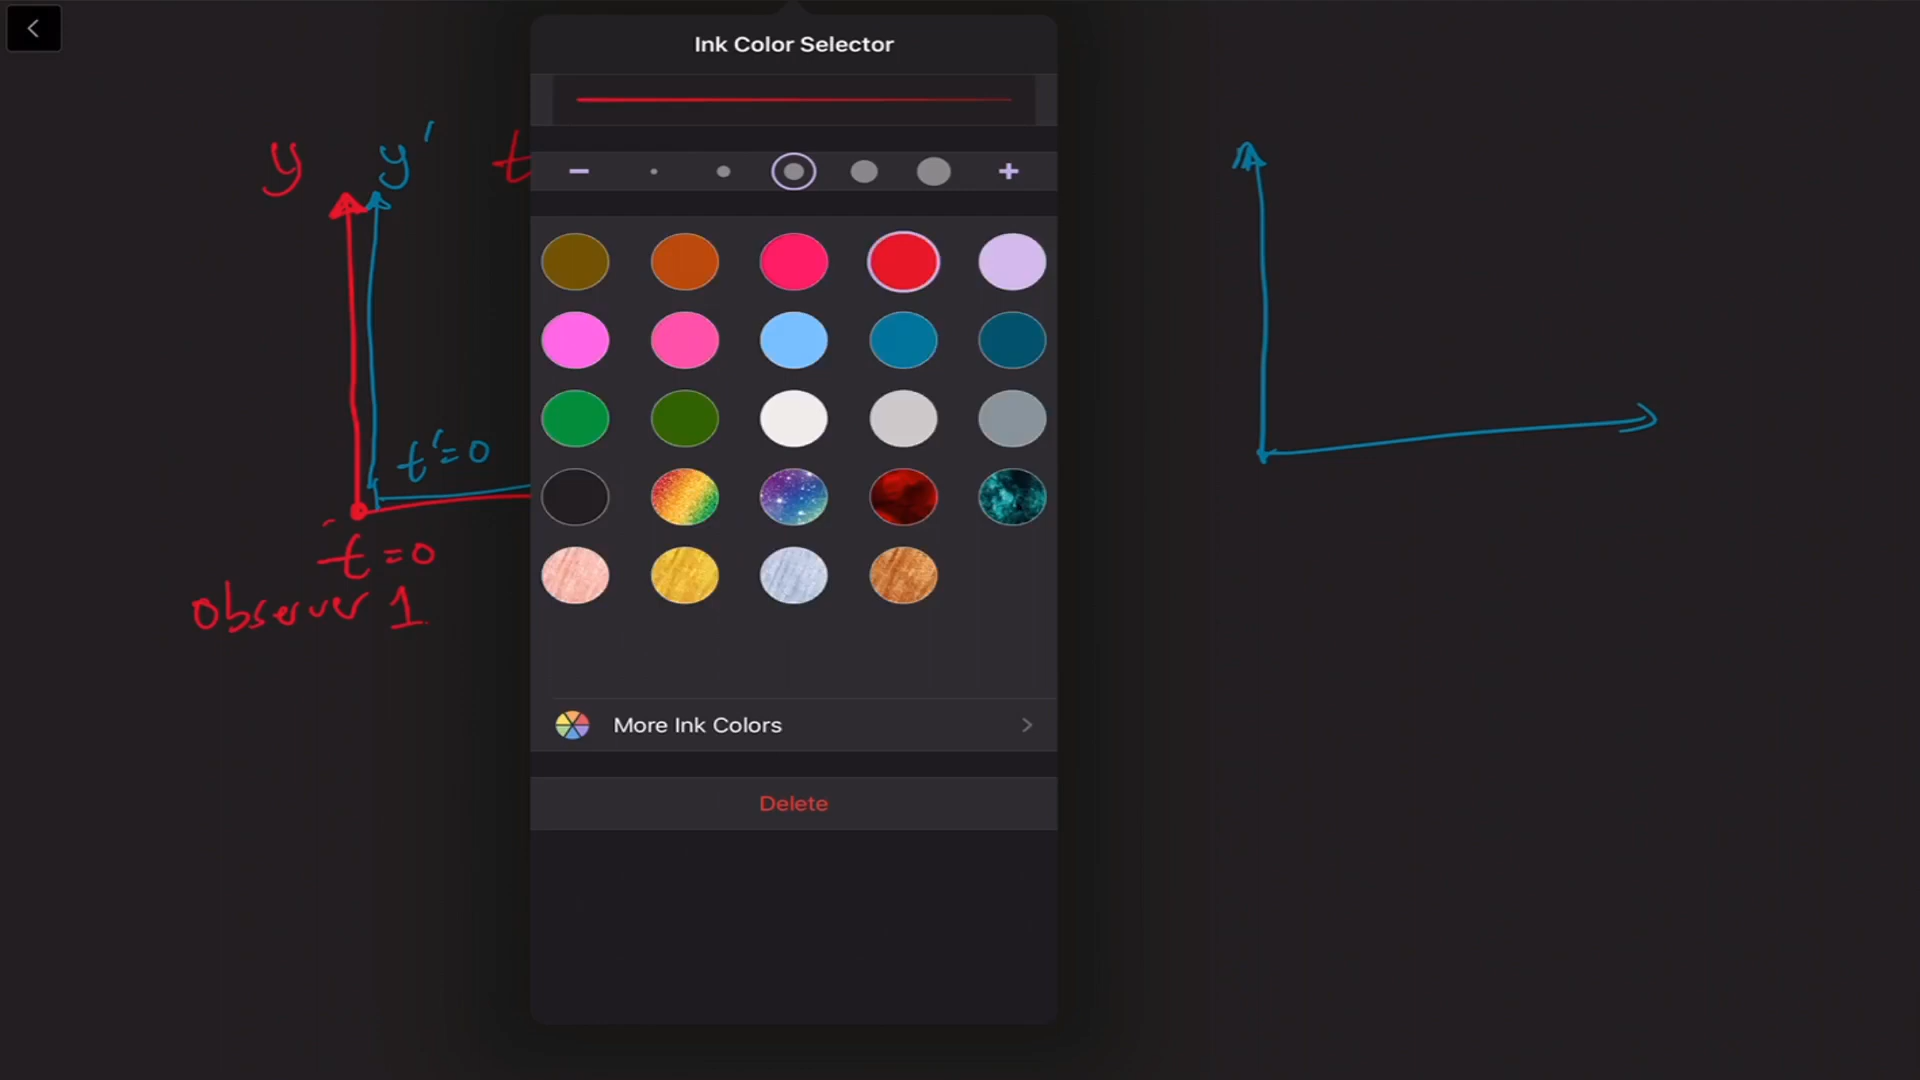 Ink Color Selector
y y' t
t'=0
t=0
Observer 1
More Ink Colors
Delete